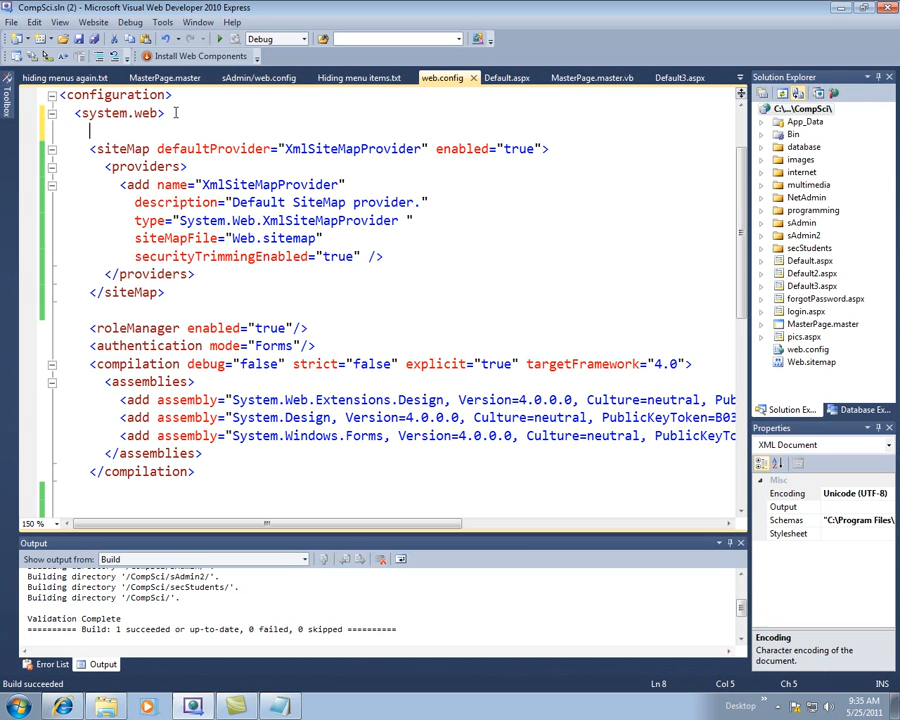 CompSci.sln (2) - Microsoft Visual Web Developer 2010 Express
File Edit View Website Debug Tools Window Help
Debug
Install Web Components
hiding menus again.txt MasterPage.master sAdmin/web.config Hiding menu items.txt web.config Default.aspx MasterPage.master.vb Default3.aspx
Toolbox
<configuration>
<system.web>
<siteMap defaultProvider="XmlSiteMapProvider" enabled="true">
<providers>
<add name="XmlSiteMapProvider"
description="Default SiteMap provider."
type="System.Web.XmlSiteMapProvider "
siteMapFile="Web.sitemap"
securityTrimmingEnabled="true" />
</providers>
</siteMap>
<roleManager enabled="true"/>
<authentication mode="Forms"/>
<compilation debug="false" strict="false" explicit="true" targetFramework="4.0">
<assemblies>
<add assembly="System.Web.Extensions.Design, Version=4.0.0.0, Culture=neutral, Pu
<add assembly="System.Design, Version=4.0.0.0, Culture=neutral, PublicKeyToken=B03
<add assembly="System.Windows.Forms, Version=4.0.0.0, Culture=neutral, PublicKeyTo
</assemblies>
</compilation>
150 %
Solution Explorer
C:\...\CompSci\
App_Data
Bin
database
images
internet
multimedia
NetAdmin
programming
sAdmin
sAdmin2
secStudents
Default.aspx
Default2.aspx
Default3.aspx
forgotPassword.aspx
login.aspx
MasterPage.master
pics.aspx
web.config
Web.sitemap
Solution Ex... Database Ex...
Properties
XML Document
Misc
Encoding Unicode (UTF-8)
Output
Schemas "C:\Program Files\
Stylesheet
Encoding
Character encoding of the document.
Output
Show output from: Build
Building directory '/CompSci/sAdmin2/'.
Building directory '/CompSci/secStudents/'.
Building directory '/CompSci/'.
Validation Complete
========== Build: 1 succeeded or up-to-date, 0 failed, 0 skipped ==========
Error List Output
Build succeeded Ln 8 Col 5 Ch 5 INS
Desktop
9:35 AM
5/25/2011